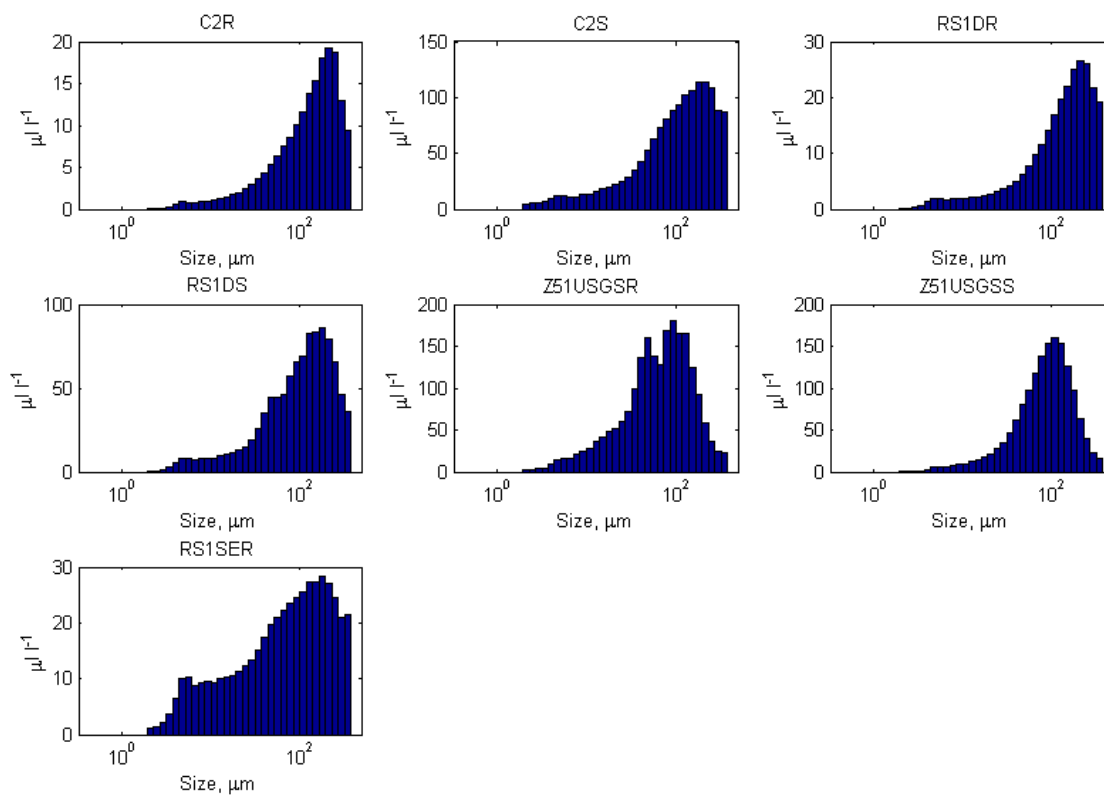 C2R
C2S
RS1DR
20
15
10
5
0
μl l⁻¹
10⁰
10²
Size, μm
150
100
50
0
μl l⁻¹
10⁰
10²
Size, μm
30
20
10
0
μl l⁻¹
10⁰
10²
Size, μm
RS1DS
Z51USGSR
Z51USGSS
100
50
0
μl l⁻¹
10⁰
10²
Size, μm
200
150
100
50
0
μl l⁻¹
10⁰
10²
Size, μm
200
150
100
50
0
μl l⁻¹
10⁰
10²
Size, μm
RS1SER
30
20
10
0
μl l⁻¹
10⁰
10²
Size, μm